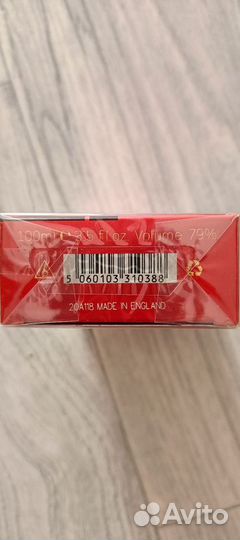 100ml ℮ 3.5 fl oz. Volume 79%
5 060103 310388
20A118 MADE IN ENGLAND
Avito